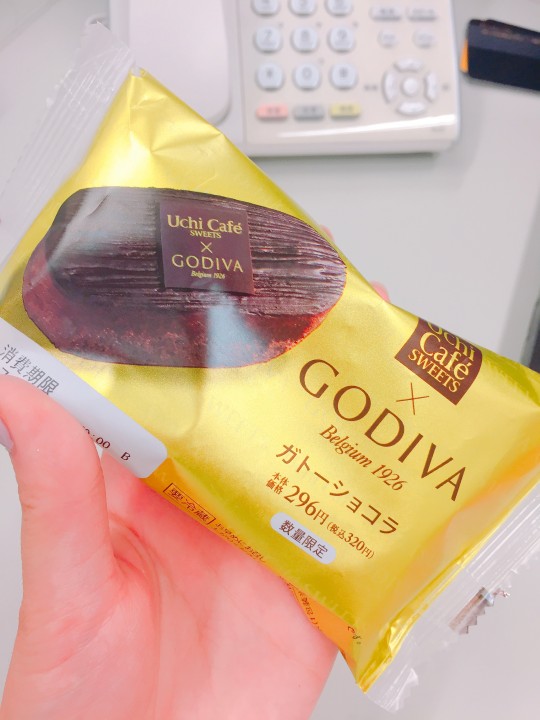 Uchi Café
SWEETS
×
GODIVA
Belgium 1926
Uchi
Café
SWEETS
×
GODIVA
Belgium 1926
ガトーショコラ
本体価格 296円(税込320円)
数量限定
消費期限
:00 B
要冷蔵